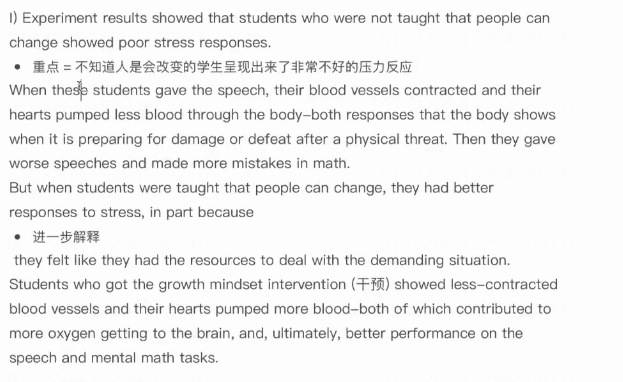 I) Experiment results showed that students who were not taught that people can
change showed poor stress responses.
• 重点 = 不知道人是会改变的学生呈现出来了非常不好的压力反应
When these students gave the speech, their blood vessels contracted and their
hearts pumped less blood through the body–both responses that the body shows
when it is preparing for damage or defeat after a physical threat. Then they gave
worse speeches and made more mistakes in math.
But when students were taught that people can change, they had better
responses to stress, in part because
• 进一步解释
they felt like they had the resources to deal with the demanding situation.
Students who got the growth mindset intervention (干预) showed less–contracted
blood vessels and their hearts pumped more blood–both of which contributed to
more oxygen getting to the brain, and, ultimately, better performance on the
speech and mental math tasks.